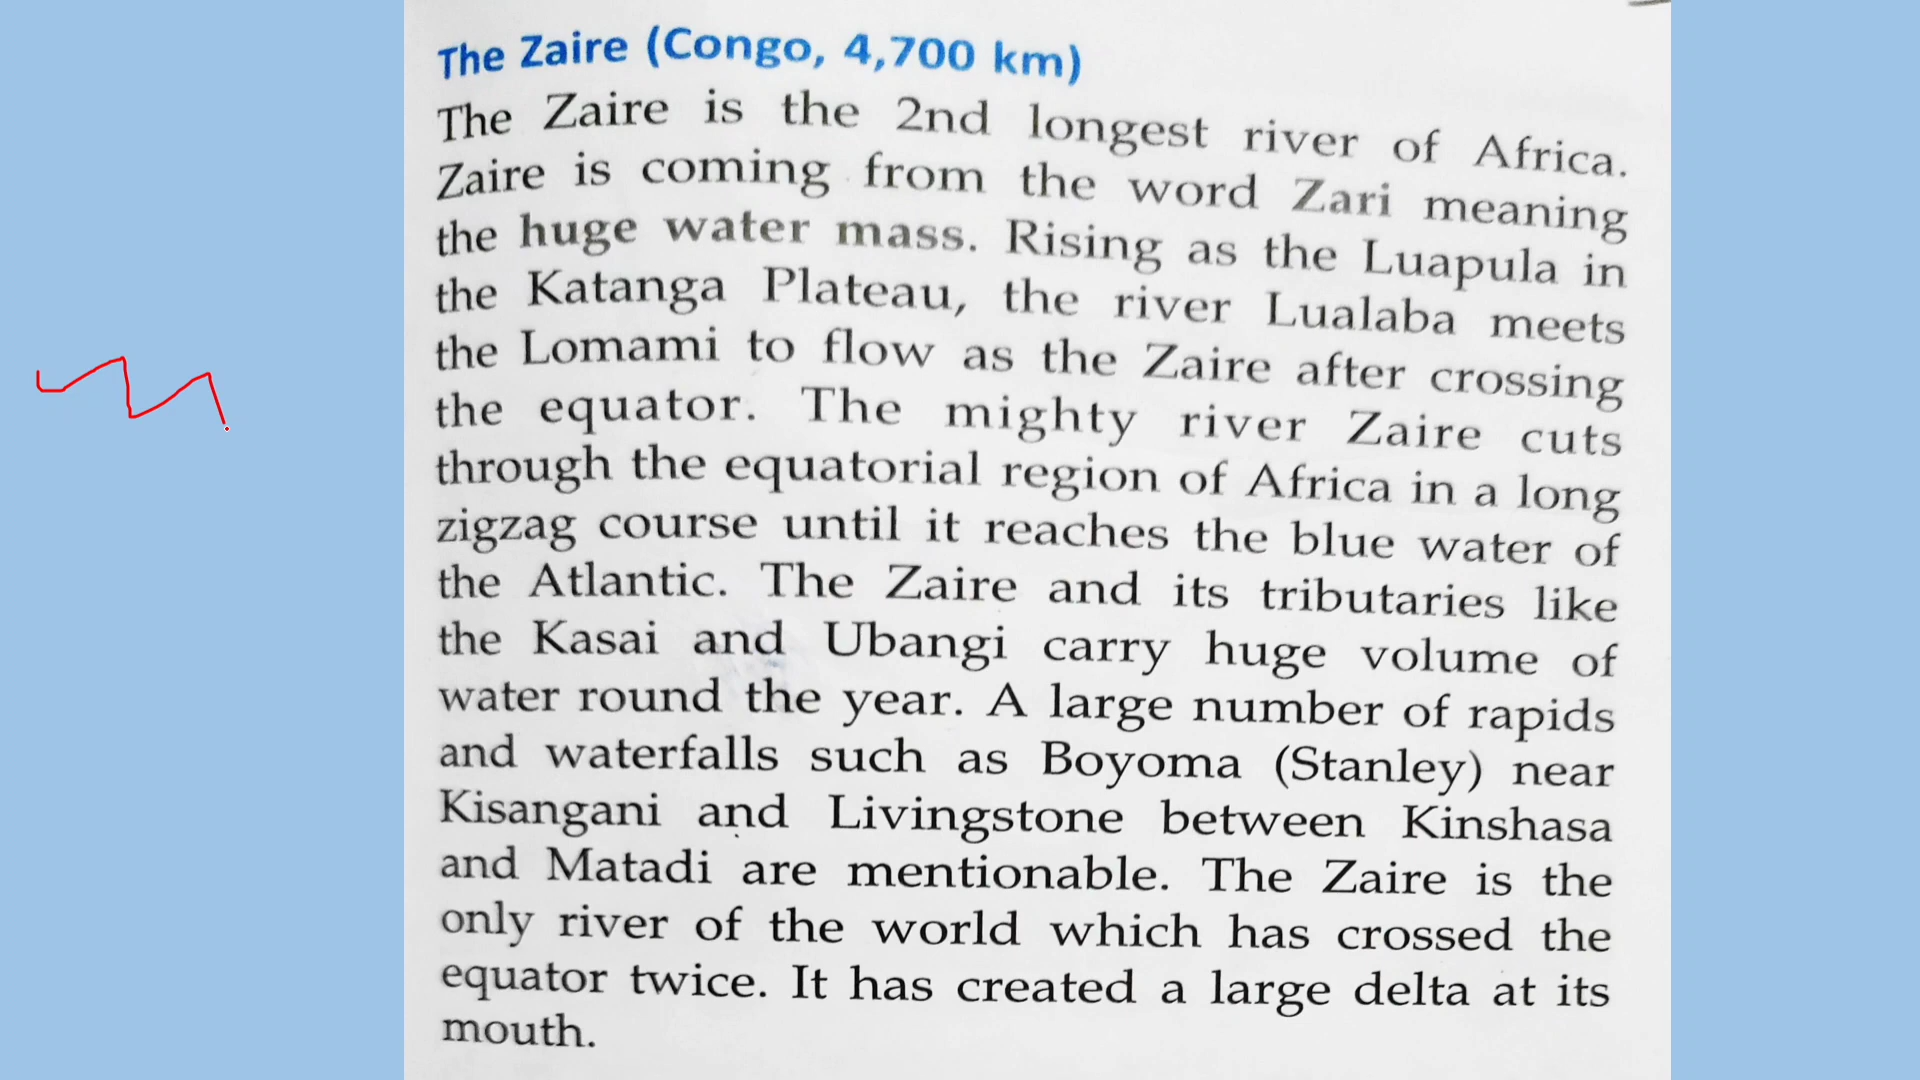 The Zaire (Congo, 4,700 km)
The Zaire is the 2nd longest river of Africa.
Zaire is coming from the word Zari meaning
the huge water mass. Rising as the Luapula in
the Katanga Plateau, the river Lualaba meets
the Lomami to flow as the Zaire after crossing
the equator. The mighty river Zaire cuts
through the equatorial region of Africa in a long
zigzag course until it reaches the blue water of
the Atlantic. The Zaire and its tributaries like
the Kasai and Ubangi carry huge volume of
water round the year. A large number of rapids
and waterfalls such as Boyoma (Stanley) near
Kisangani and Livingstone between Kinshasa
and Matadi are mentionable. The Zaire is the
only river of the world which has crossed the
equator twice. It has created a large delta at its
mouth.